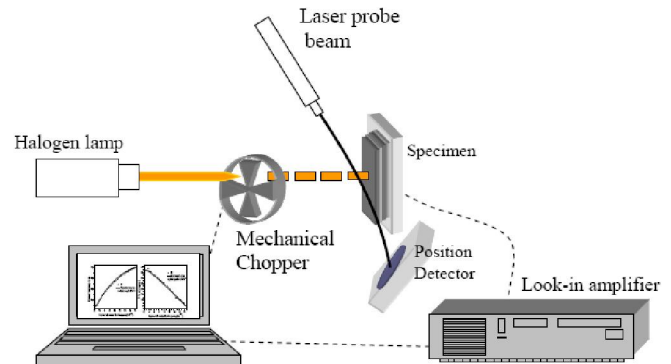 Laser probe
beam
Halogen lamp
Specimen
Mechanical
Chopper
Position
Detector
Look-in amplifier